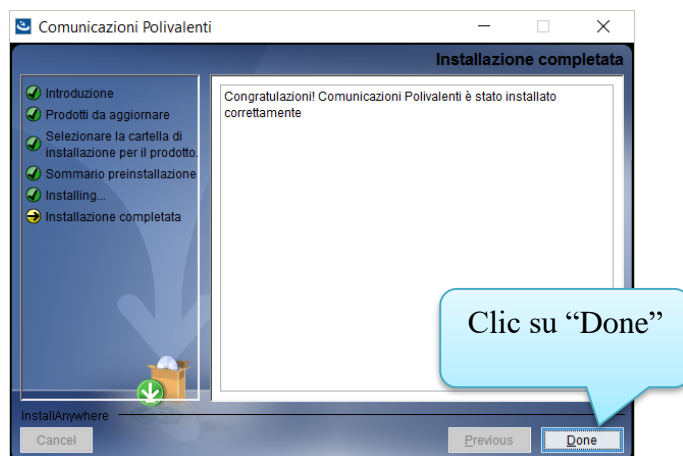 Comunicazioni Polivalenti
Installazione completata
Introduzione
Prodotti da aggiornare
Selezionare la cartella di
installazione per il prodotto.
Sommario preinstallazione
Installing...
Installazione completata
Congratulazioni! Comunicazioni Polivalenti è stato installato
correttamente
Clic su “Done”
InstallAnywhere
Cancel
Previous
Done